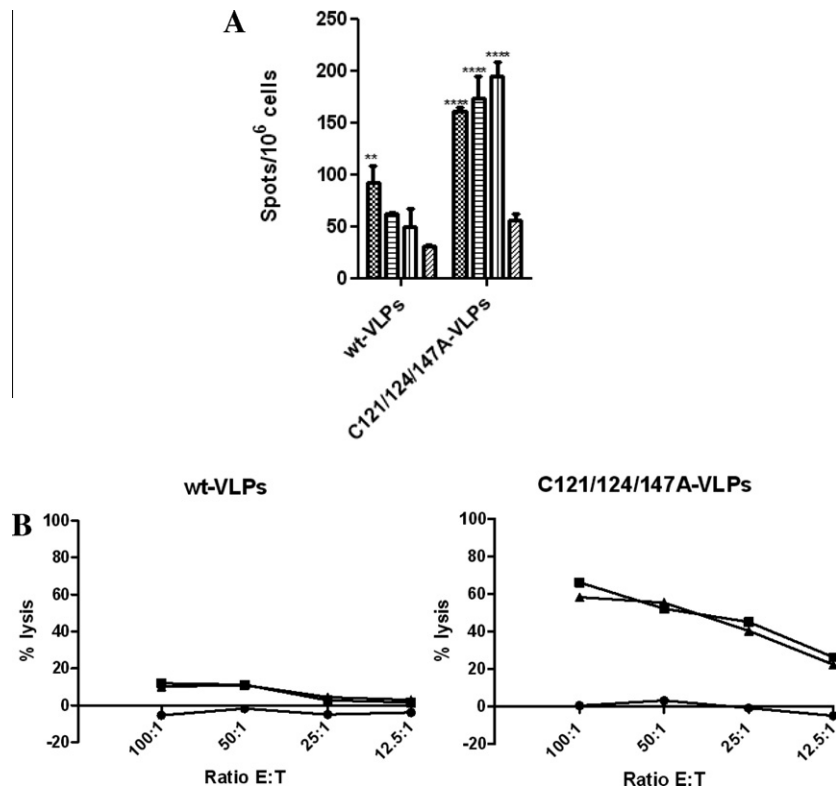 A
250
200
150
100
50
0
Spots/10⁶ cells
**
****
****
****
wt-VLPs
C121/124/147A-VLPs
B
wt-VLPs
100
80
60
40
20
0
-20
% lysis
100:1
50:1
25:1
12.5:1
Ratio E:T
C121/124/147A-VLPs
100
80
60
40
20
0
-20
% lysis
100:1
50:1
25:1
12.5:1
Ratio E:T